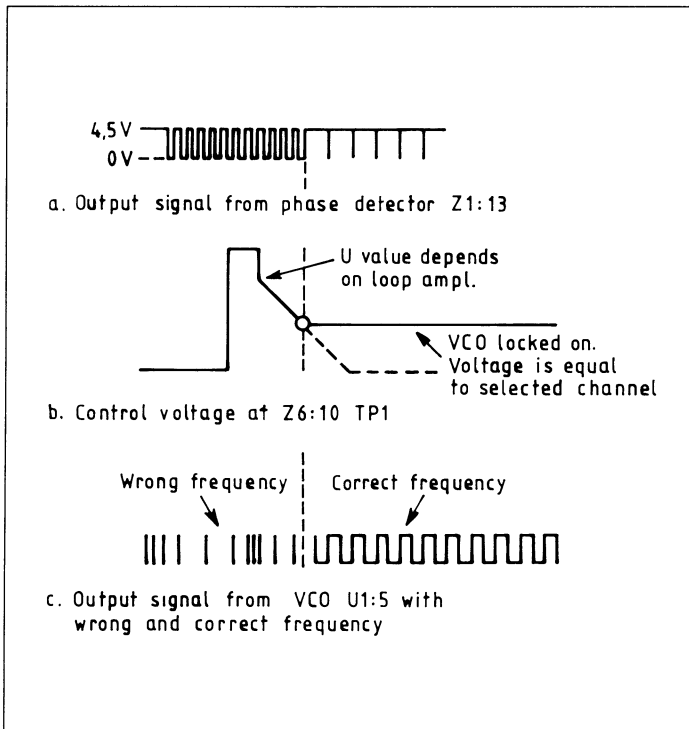 4,5V
0V
a. Output signal from phase detector Z1:13
U value depends
on loop ampl.
VCO locked on.
Voltage is equal
to selected channel
b. Control voltage at Z6:10 TP1
Wrong frequency
Correct frequency
c. Output signal from VCO U1:5 with
wrong and correct frequency